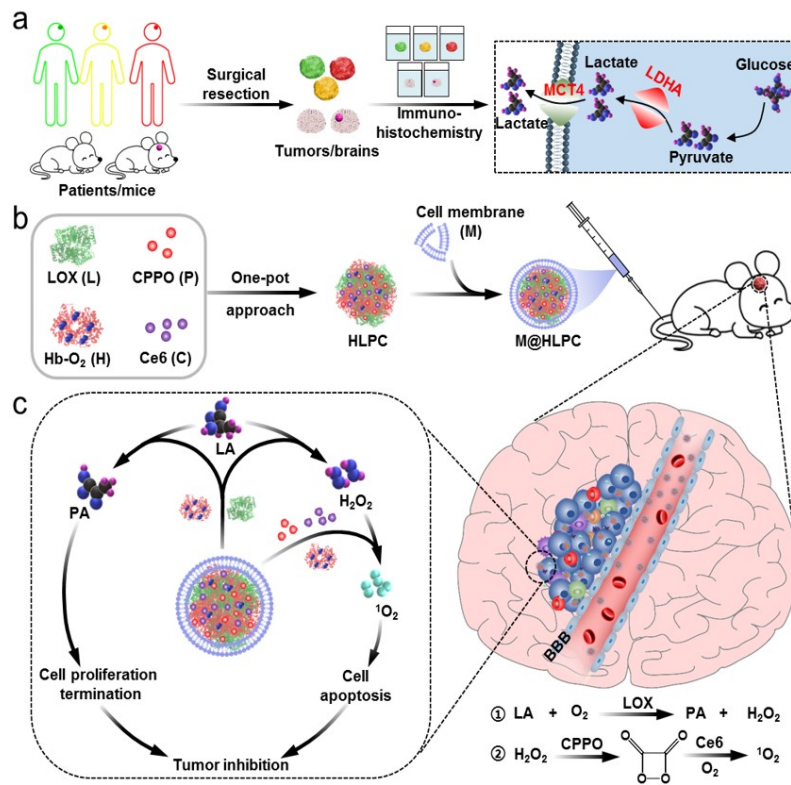 a
Surgical
resection
Patients/mice
Tumors/brains
Immuno-
histochemistry
MCT4
Lactate
Lactate
LDHA
Glucose
Pyruvate
b
LOX (L)
CPPO (P)
Hb-O₂ (H)
Ce6 (C)
One-pot
approach
HLPC
Cell membrane
(M)
M@HLPC
c
LA
PA
H₂O₂
¹O₂
Cell proliferation
termination
Cell
apoptosis
Tumor inhibition
BBB
① LA + O₂ LOX PA + H₂O₂
② H₂O₂ CPPO O O O O Ce6 O₂ ¹O₂